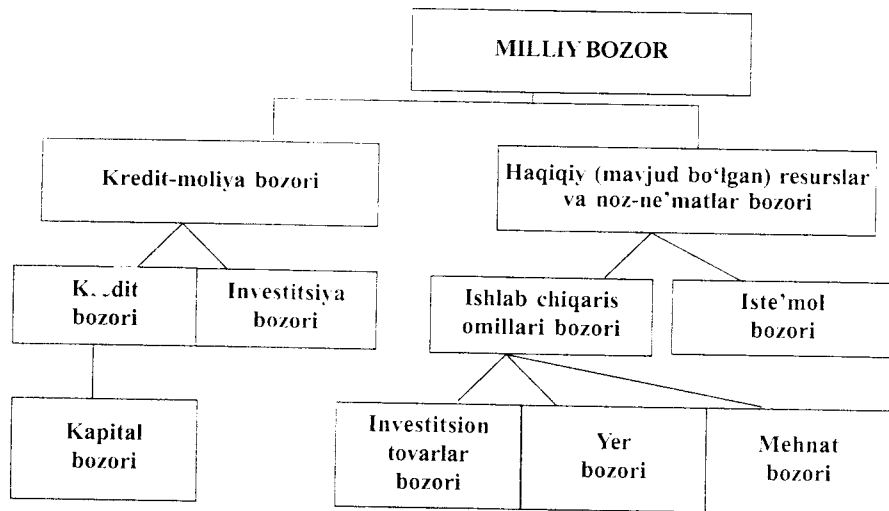 MILLIY BOZOR
Kredit-moliya bozori
Haqiqiy (mavjud bo‘lgan) resurslar
va noz-ne’matlar bozori
bozori
Investitsiya
bozori
Ishlab chiqaris
omillari bozori
Iste’mol
bozori
Kapital
bozori
Investitsion
tovarlar
bozori
Yer
bozori
Mehnat
bozori